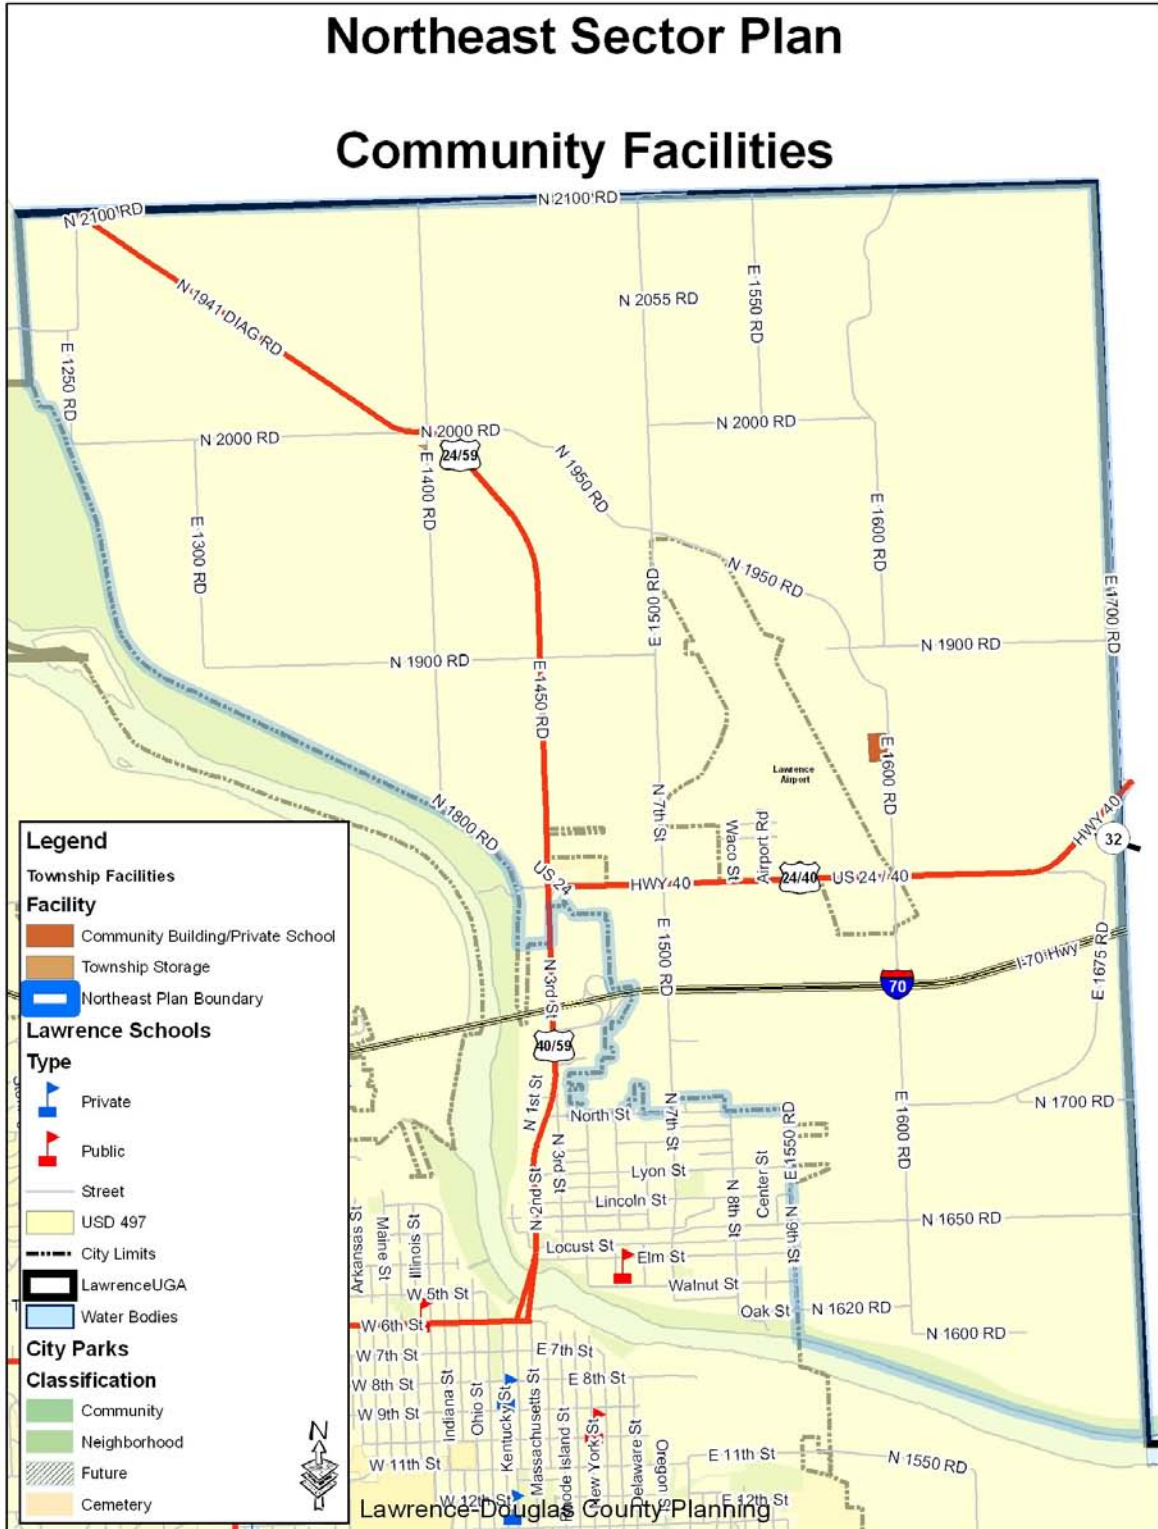 Northeast Sector Plan
Community Facilities
N 2100 RD
N 2100 RD
N 1941 DIAG RD
N 2055 RD
E 1550 RD
E 1250 RD
N 2000 RD
N 2000 RD
N 2000 RD
24/59
E 1400 RD
N 1950 RD
E 1300 RD
E 1600 RD
E 1500 RD
N 1950 RD
E 1700 RD
N 1900 RD
N 1900 RD
E 1450 RD
Lawrence
Airport
E 1600 RD
N 1800 RD
N 7th St
Waco St
Airport Rd
HWY 40
32
US 24
HWY 40
24/40
US 24 / 40
E 1500 RD
N 3rd St
I-70 Hwy
E 1675 RD
70
40/59
N 1st St
North St
N 7th St
E 1550 RD
E 1600 RD
N 1700 RD
N 3rd St
Lyon St
Center St
Lincoln St
N 8th St
N 2nd St
N 9th St
N 1650 RD
Locust St
Elm St
Walnut St
Oak St
N 1620 RD
N 1600 RD
Arkansas St
Maine St
Illinois St
W 5th St
W 6th St
W 7th St
E 7th St
W 8th St
E 8th St
Indiana St
Ohio St
Kentucky St
Massachusetts St
Rhode Island St
New York St
Delaware St
Oregon St
W 9th St
W 11th St
E 11th St
N 1550 RD
W 12th St
E 12th St
Lawrence-Douglas County Planning
Legend
Township Facilities
Facility
Community Building/Private School
Township Storage
Northeast Plan Boundary
Lawrence Schools
Type
Private
Public
Street
USD 497
City Limits
LawrenceUGA
Water Bodies
City Parks
Classification
Community
Neighborhood
Future
Cemetery
N